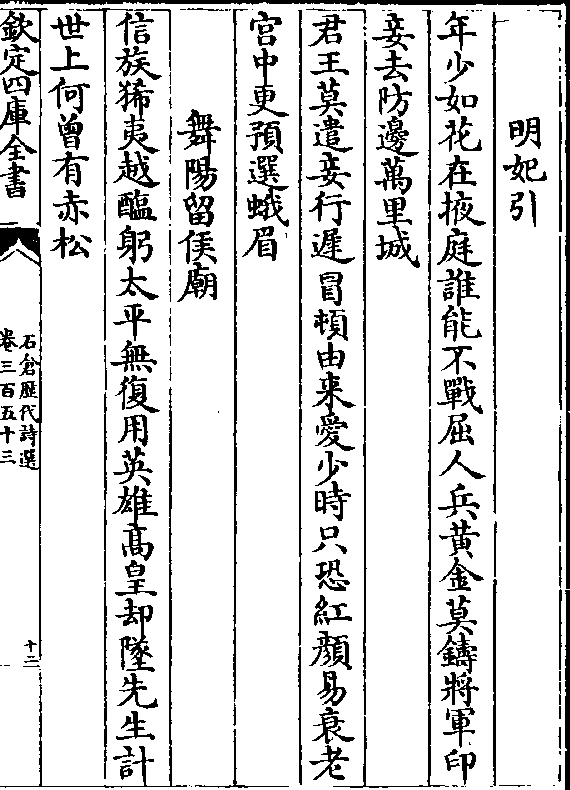 明妃引
年少如花在掖庭誰能不戰屈人兵黄金莫鑄將軍印
妾去防邊萬里城
君王莫遣妾行遲冒頓由来愛少時只恐紅顔易衰老
宫中更預選蛾眉
舞陽留侯廟
信族狶夷越醢躬太平無復用英雄髙皇却墜先生計
世上何曾有赤松
欽定四庫全書
石倉歴代詩選
卷三百五十三
十二